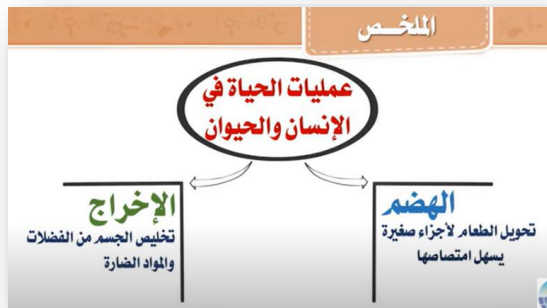 الملخـــص
عمليات الحياة في
الإنسان والحيوان
الهضم
تحويل الطعام لأجزاء صغيرة
يسهل امتصاصها
الإخراج
تخليص الجسم من الفضلات
والمواد الضارة